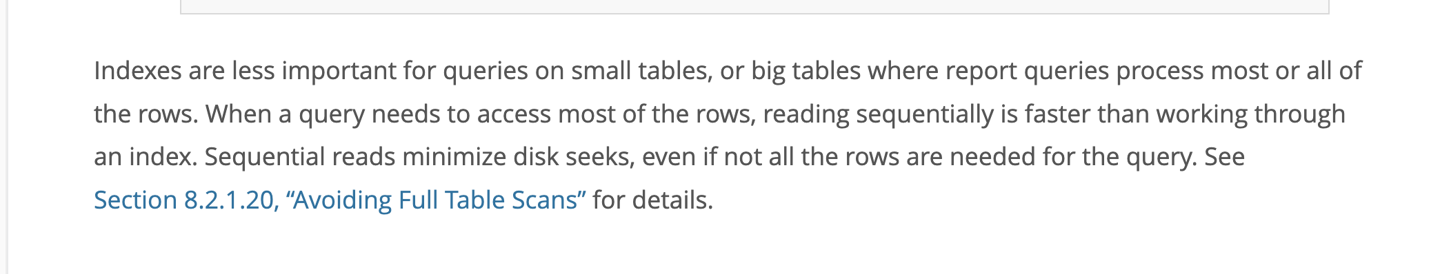 Indexes are less important for queries on small tables, or big tables where report queries process most or all of
the rows. When a query needs to access most of the rows, reading sequentially is faster than working through
an index. Sequential reads minimize disk seeks, even if not all the rows are needed for the query. See
Section 8.2.1.20, “Avoiding Full Table Scans” for details.